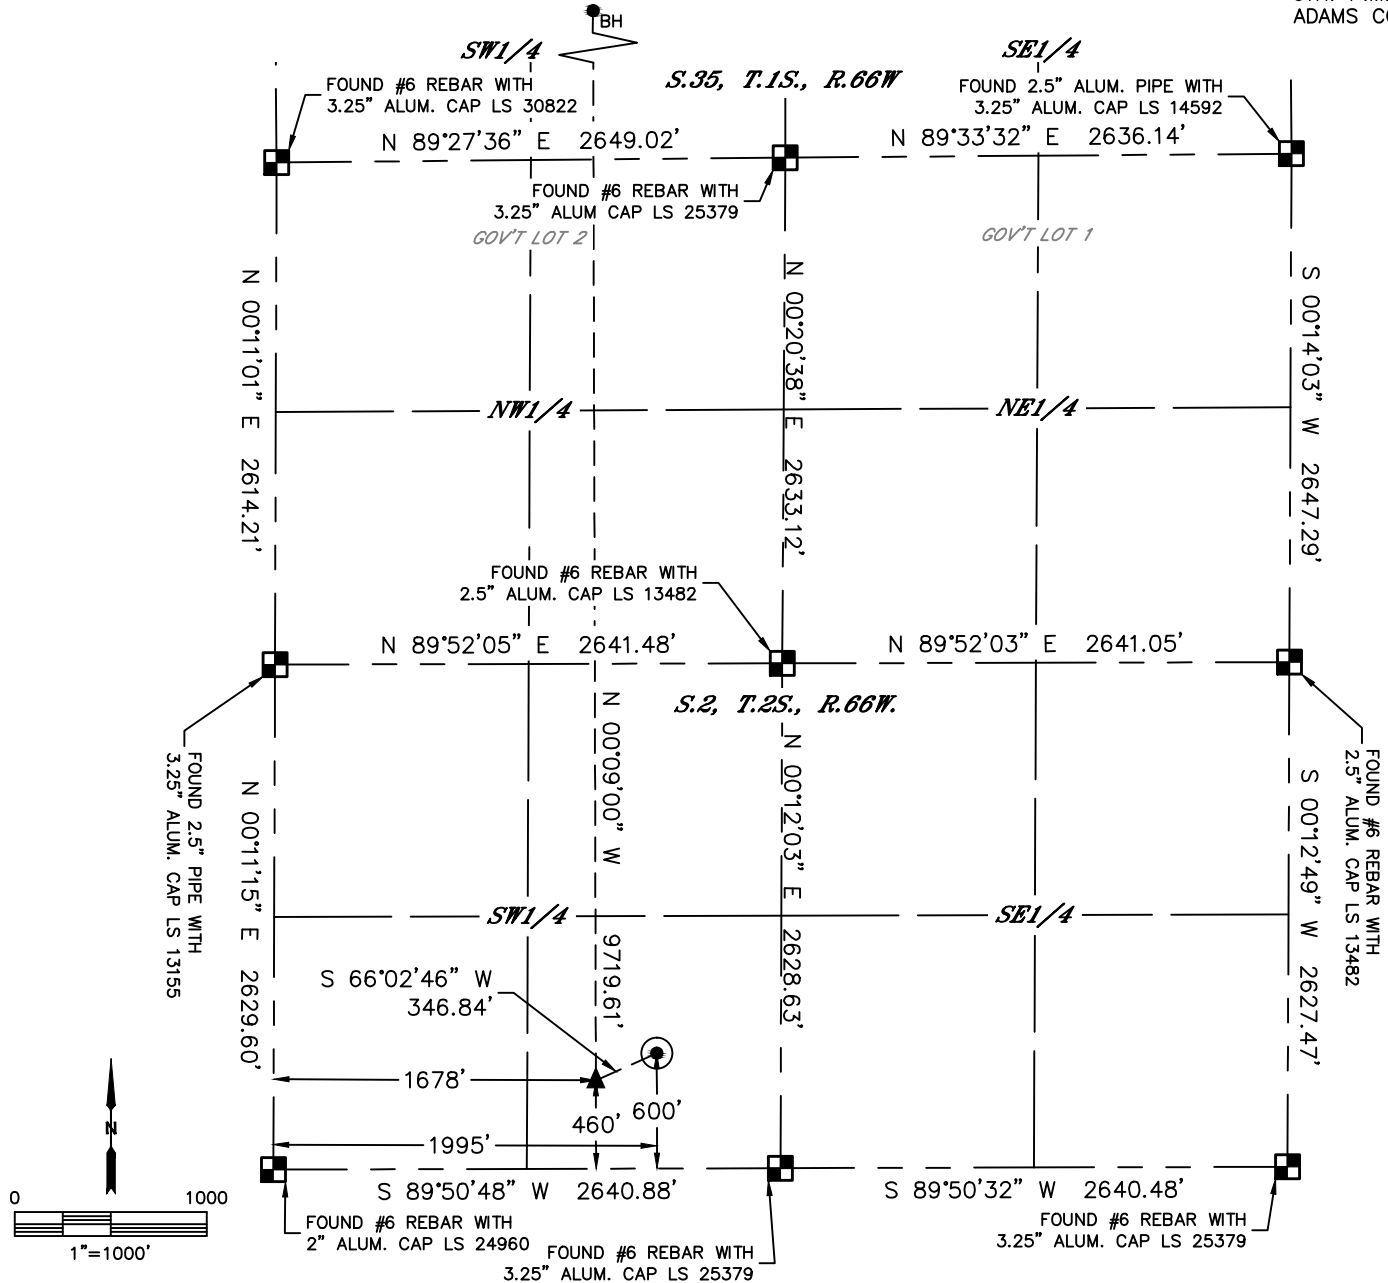 ADAMS CO
BH
SW1/4
SE1/4
S.35, T.1S., R.66W
FOUND #6 REBAR WITH
3.25" ALUM. CAP LS 30822
FOUND 2.5" ALUM. PIPE WITH
3.25" ALUM. CAP LS 14592
N 89°27'36" E 2649.02'
N 89°33'32" E 2636.14'
FOUND #6 REBAR WITH
3.25" ALUM CAP LS 25379
GOV'T LOT 2
GOV'T LOT 1
N 00°11'01" E 2614.21'
N 00°20'38" E 2633.12'
S 00°14'03" W 2647.29'
NW1/4
NE1/4
FOUND #6 REBAR WITH
2.5" ALUM. CAP LS 13482
N 89°52'05" E 2641.48'
N 89°52'03" E 2641.05'
S.2, T.2S., R.66W.
FOUND 2.5" PIPE WITH
3.25" ALUM. CAP LS 13155
N 00°11'15" E 2629.60'
N 00°09'00" W 9719.61'
N 00°12'03" E 2628.63'
S 00°12'49" W 2627.47'
FOUND #6 REBAR WITH
2.5" ALUM. CAP LS 13482
SW1/4
SE1/4
S 66°02'46" W
346.84'
1678'
460'
600'
1995'
N
S 89°50'48" W 2640.88'
S 89°50'32" W 2640.48'
0 1000
1"=1000'
FOUND #6 REBAR WITH
2" ALUM. CAP LS 24960
FOUND #6 REBAR WITH
3.25" ALUM. CAP LS 25379
FOUND #6 REBAR WITH
3.25" ALUM. CAP LS 25379